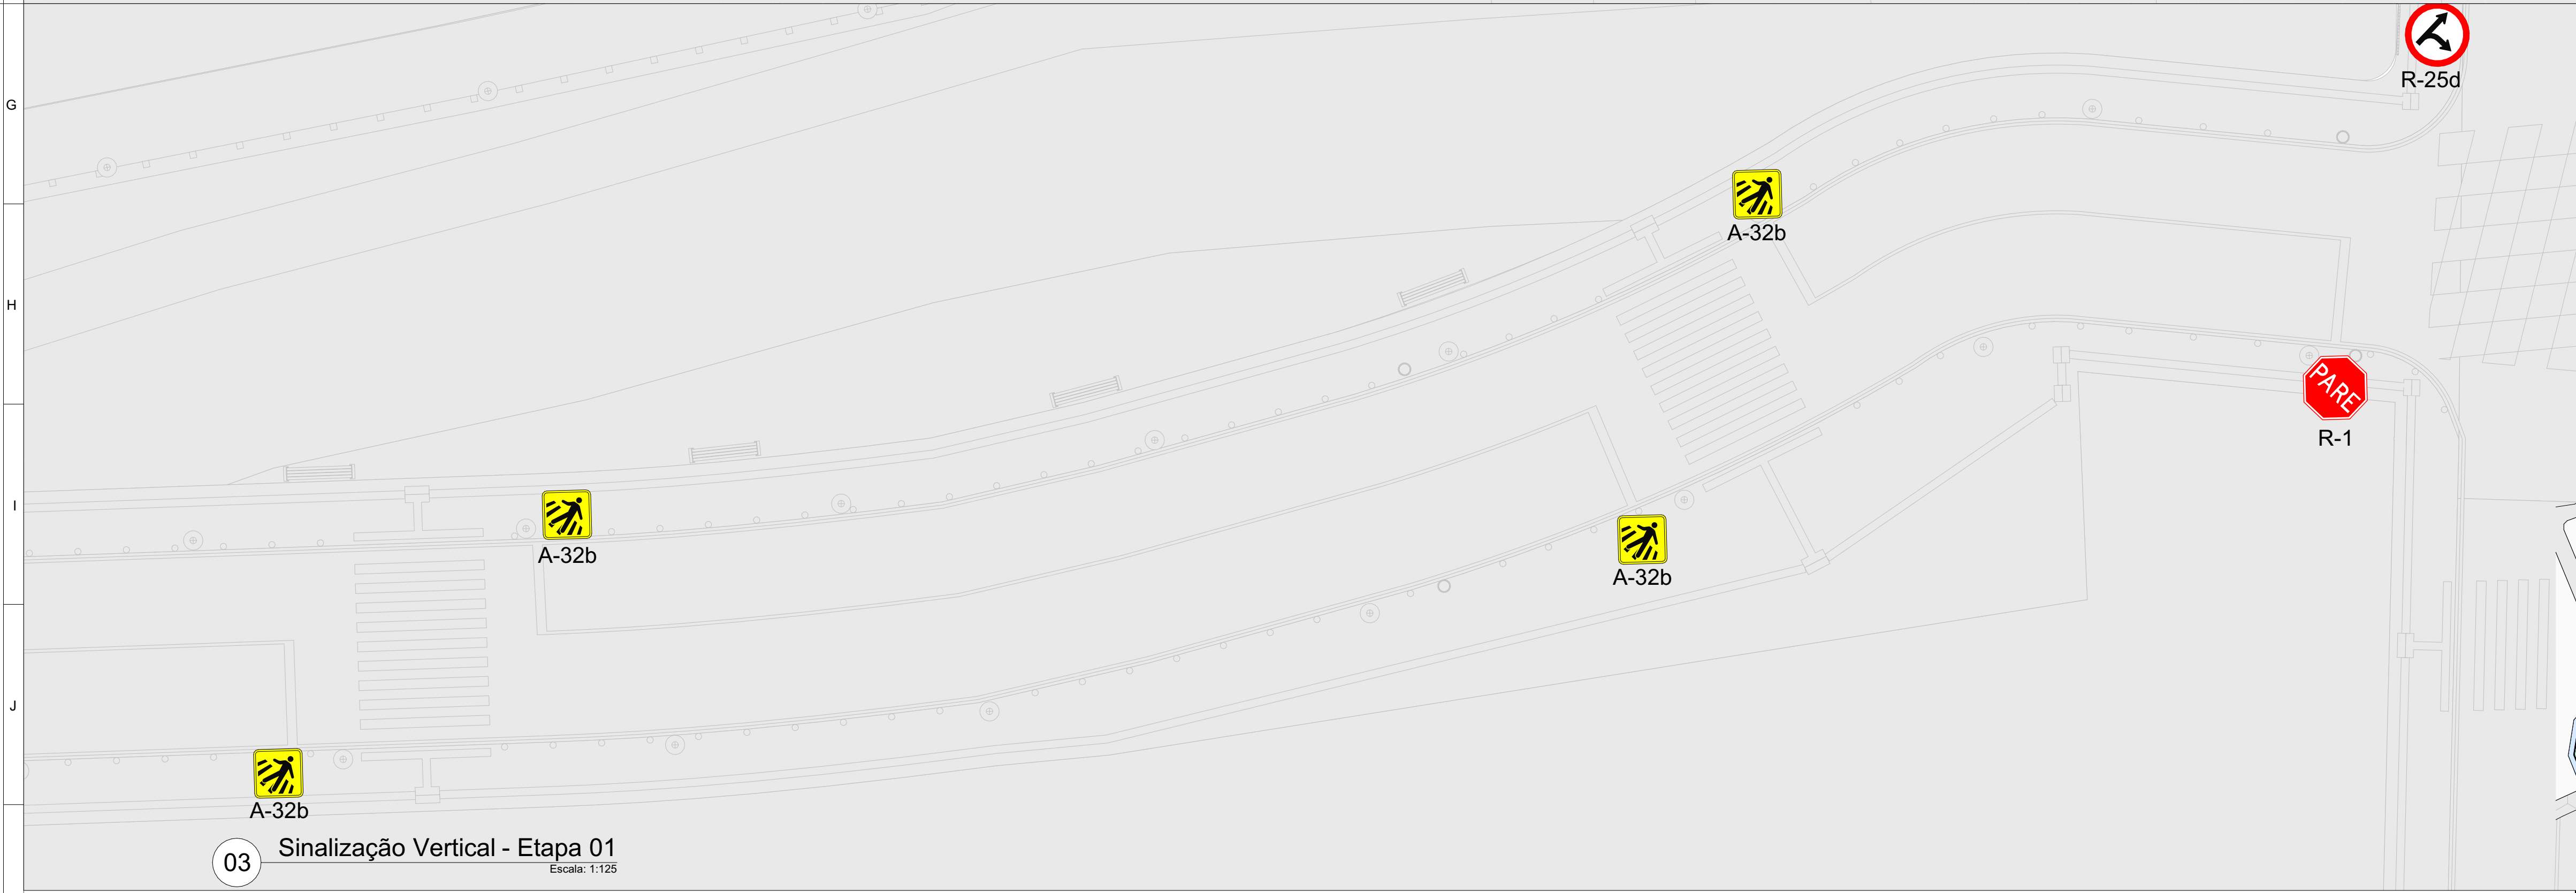 G
R-25d
A-32b
H
PARE
R-1
I
A-32b
A-32b
J
A-32b
03
Sinalização Vertical - Etapa 01
Escala: 1:125